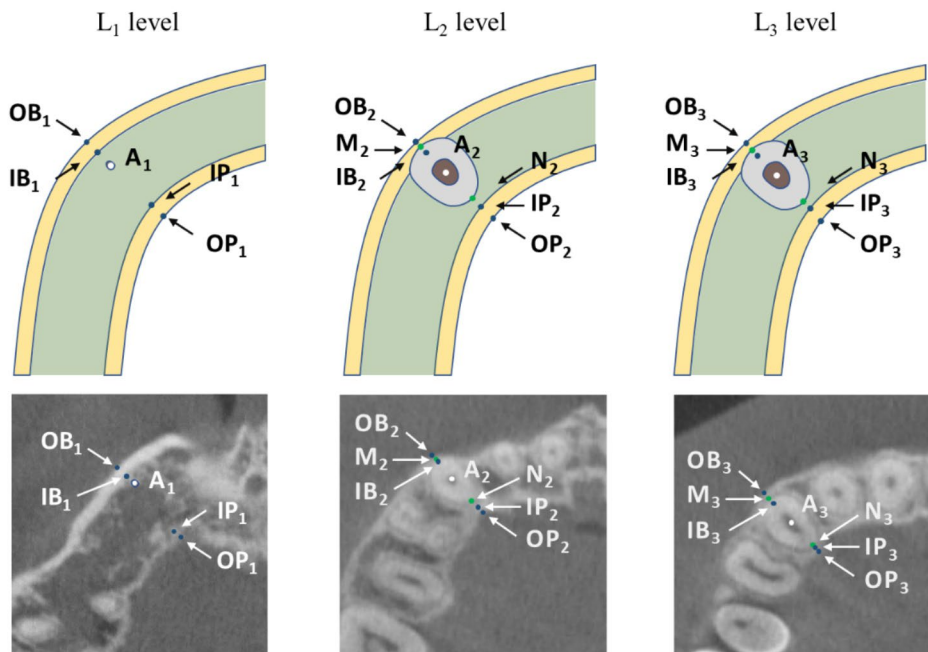 L₁ level
L₂ level
L₃ level
OB₁
A₁
IB₁
IP₁
OP₁
OB₂
M₂
A₂
IB₂
N₂
IP₂
OP₂
OB₃
M₃
A₃
IB₃
N₃
IP₃
OP₃
OB₁
IB₁
A₁
IP₁
OP₁
OB₂
M₂
A₂
IB₂
N₂
IP₂
OP₂
OB₃
M₃
A₃
IB₃
N₃
IP₃
OP₃